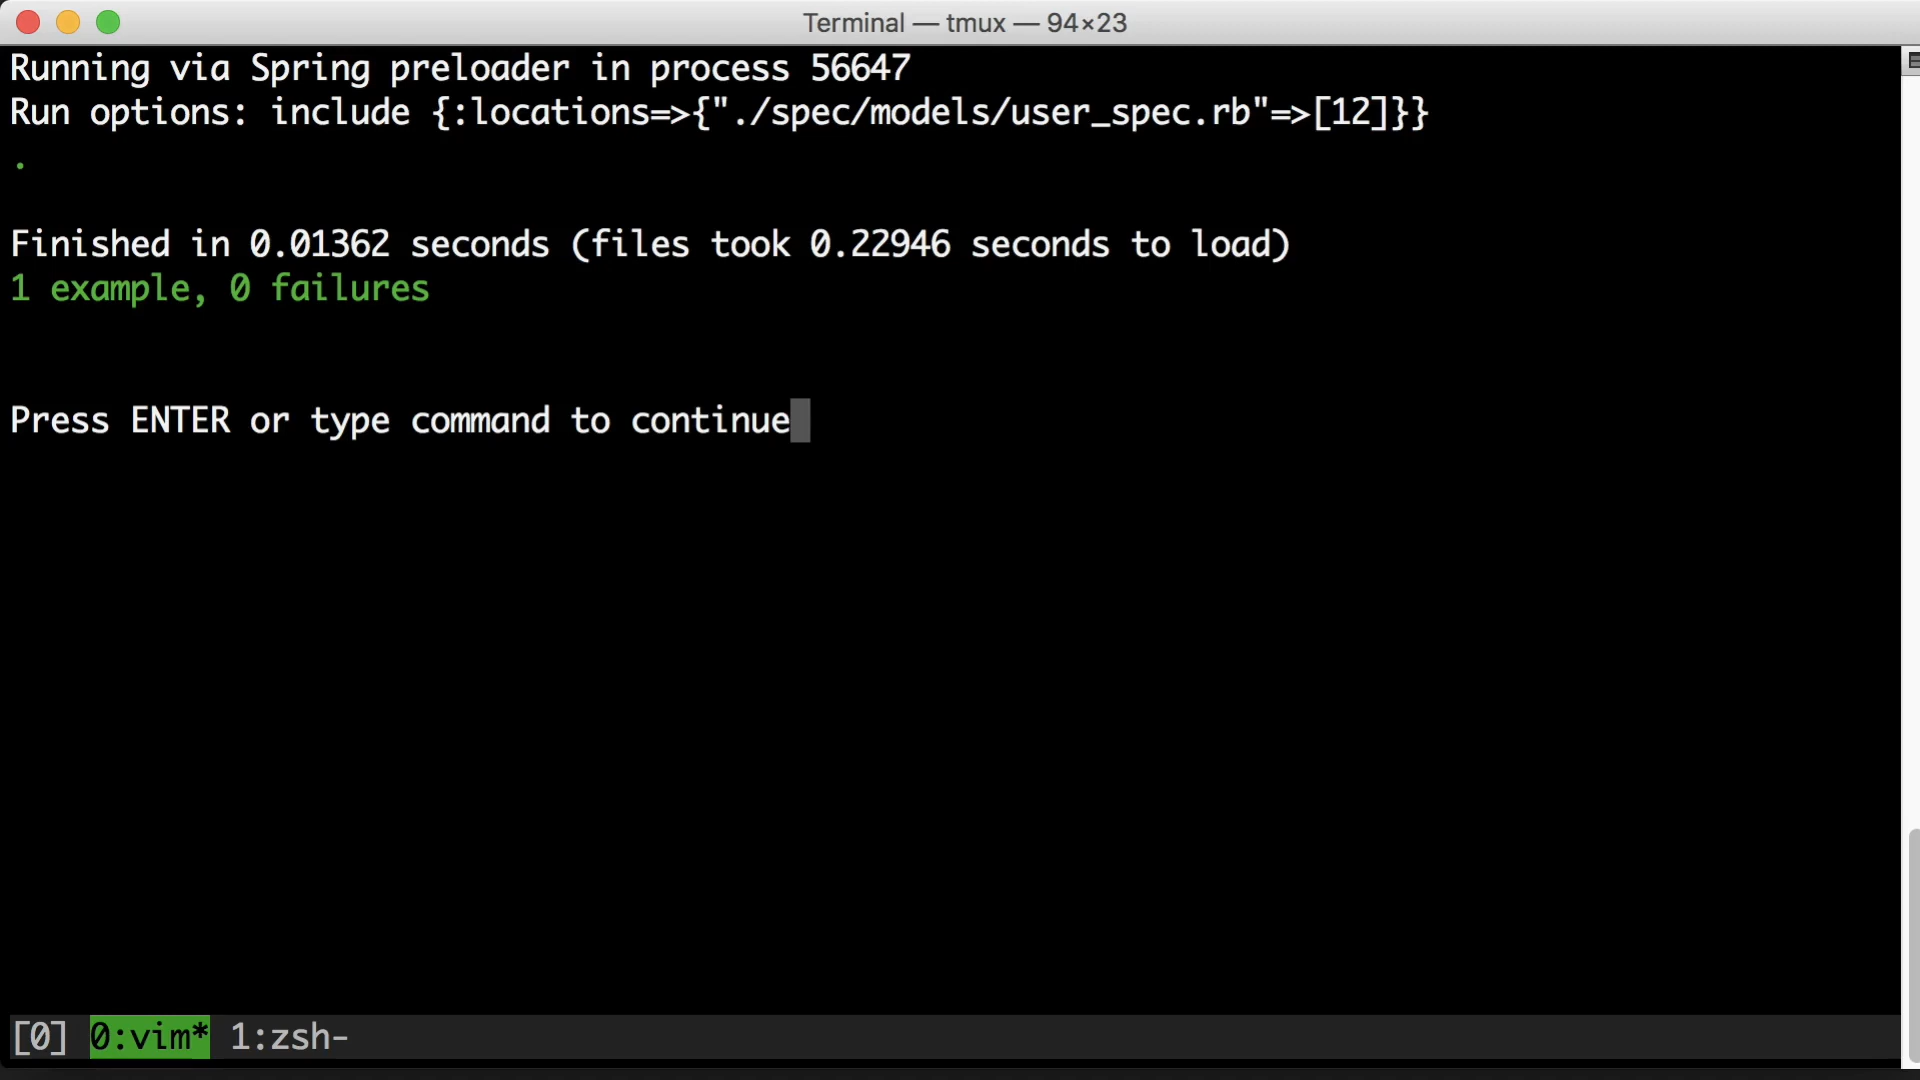 Terminal — tmux — 94×23
Running via Spring preloader in process 56647
Run options: include {:locations=>{"./spec/models/user_spec.rb"=>[12]}}
.
Finished in 0.01362 seconds (files took 0.22946 seconds to load)
1 example, 0 failures
Press ENTER or type command to continue
[0] 0:vim* 1:zsh-